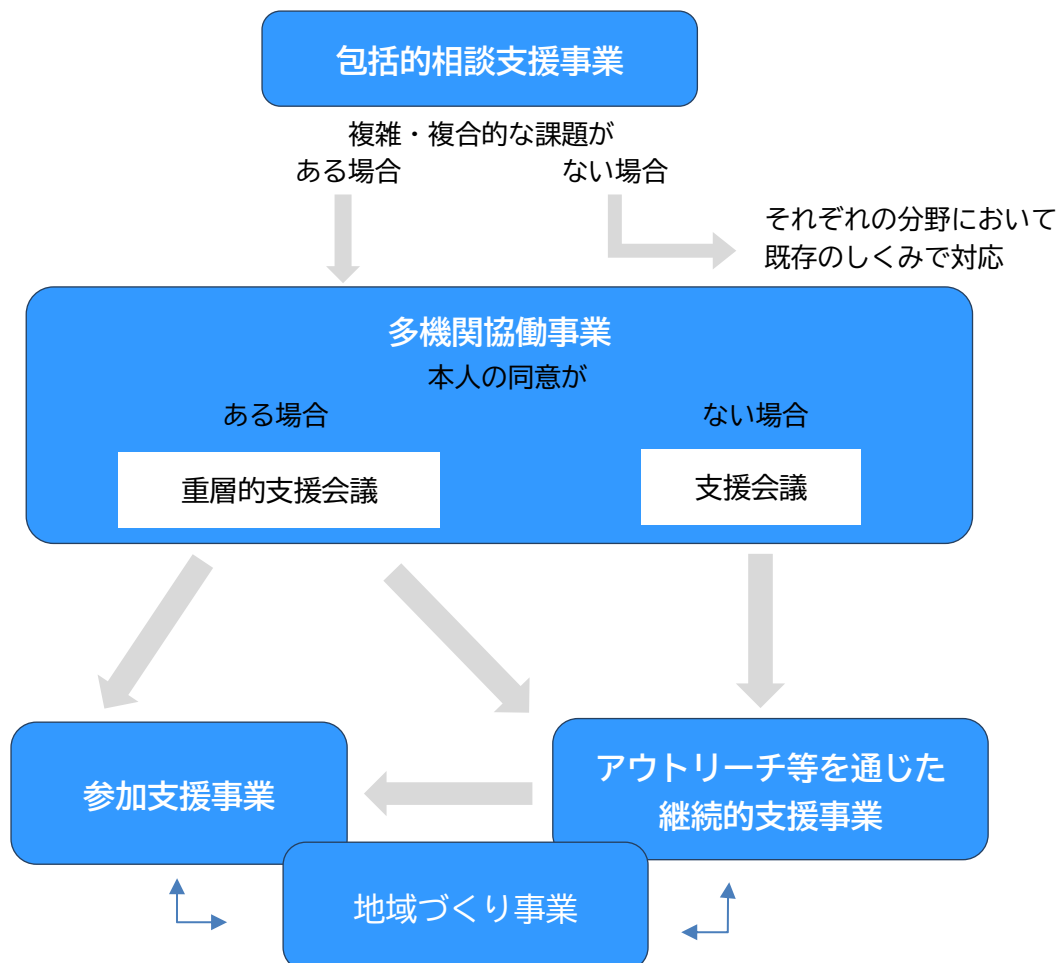 包括的相談支援事業
複雑・複合的な課題が
ある場合
ない場合
それぞれの分野において
既存のしくみで対応
多機関協働事業
本人の同意が
ある場合
ない場合
重層的支援会議
支援会議
参加支援事業
アウトリーチ等を通じた
継続的支援事業
地域づくり事業